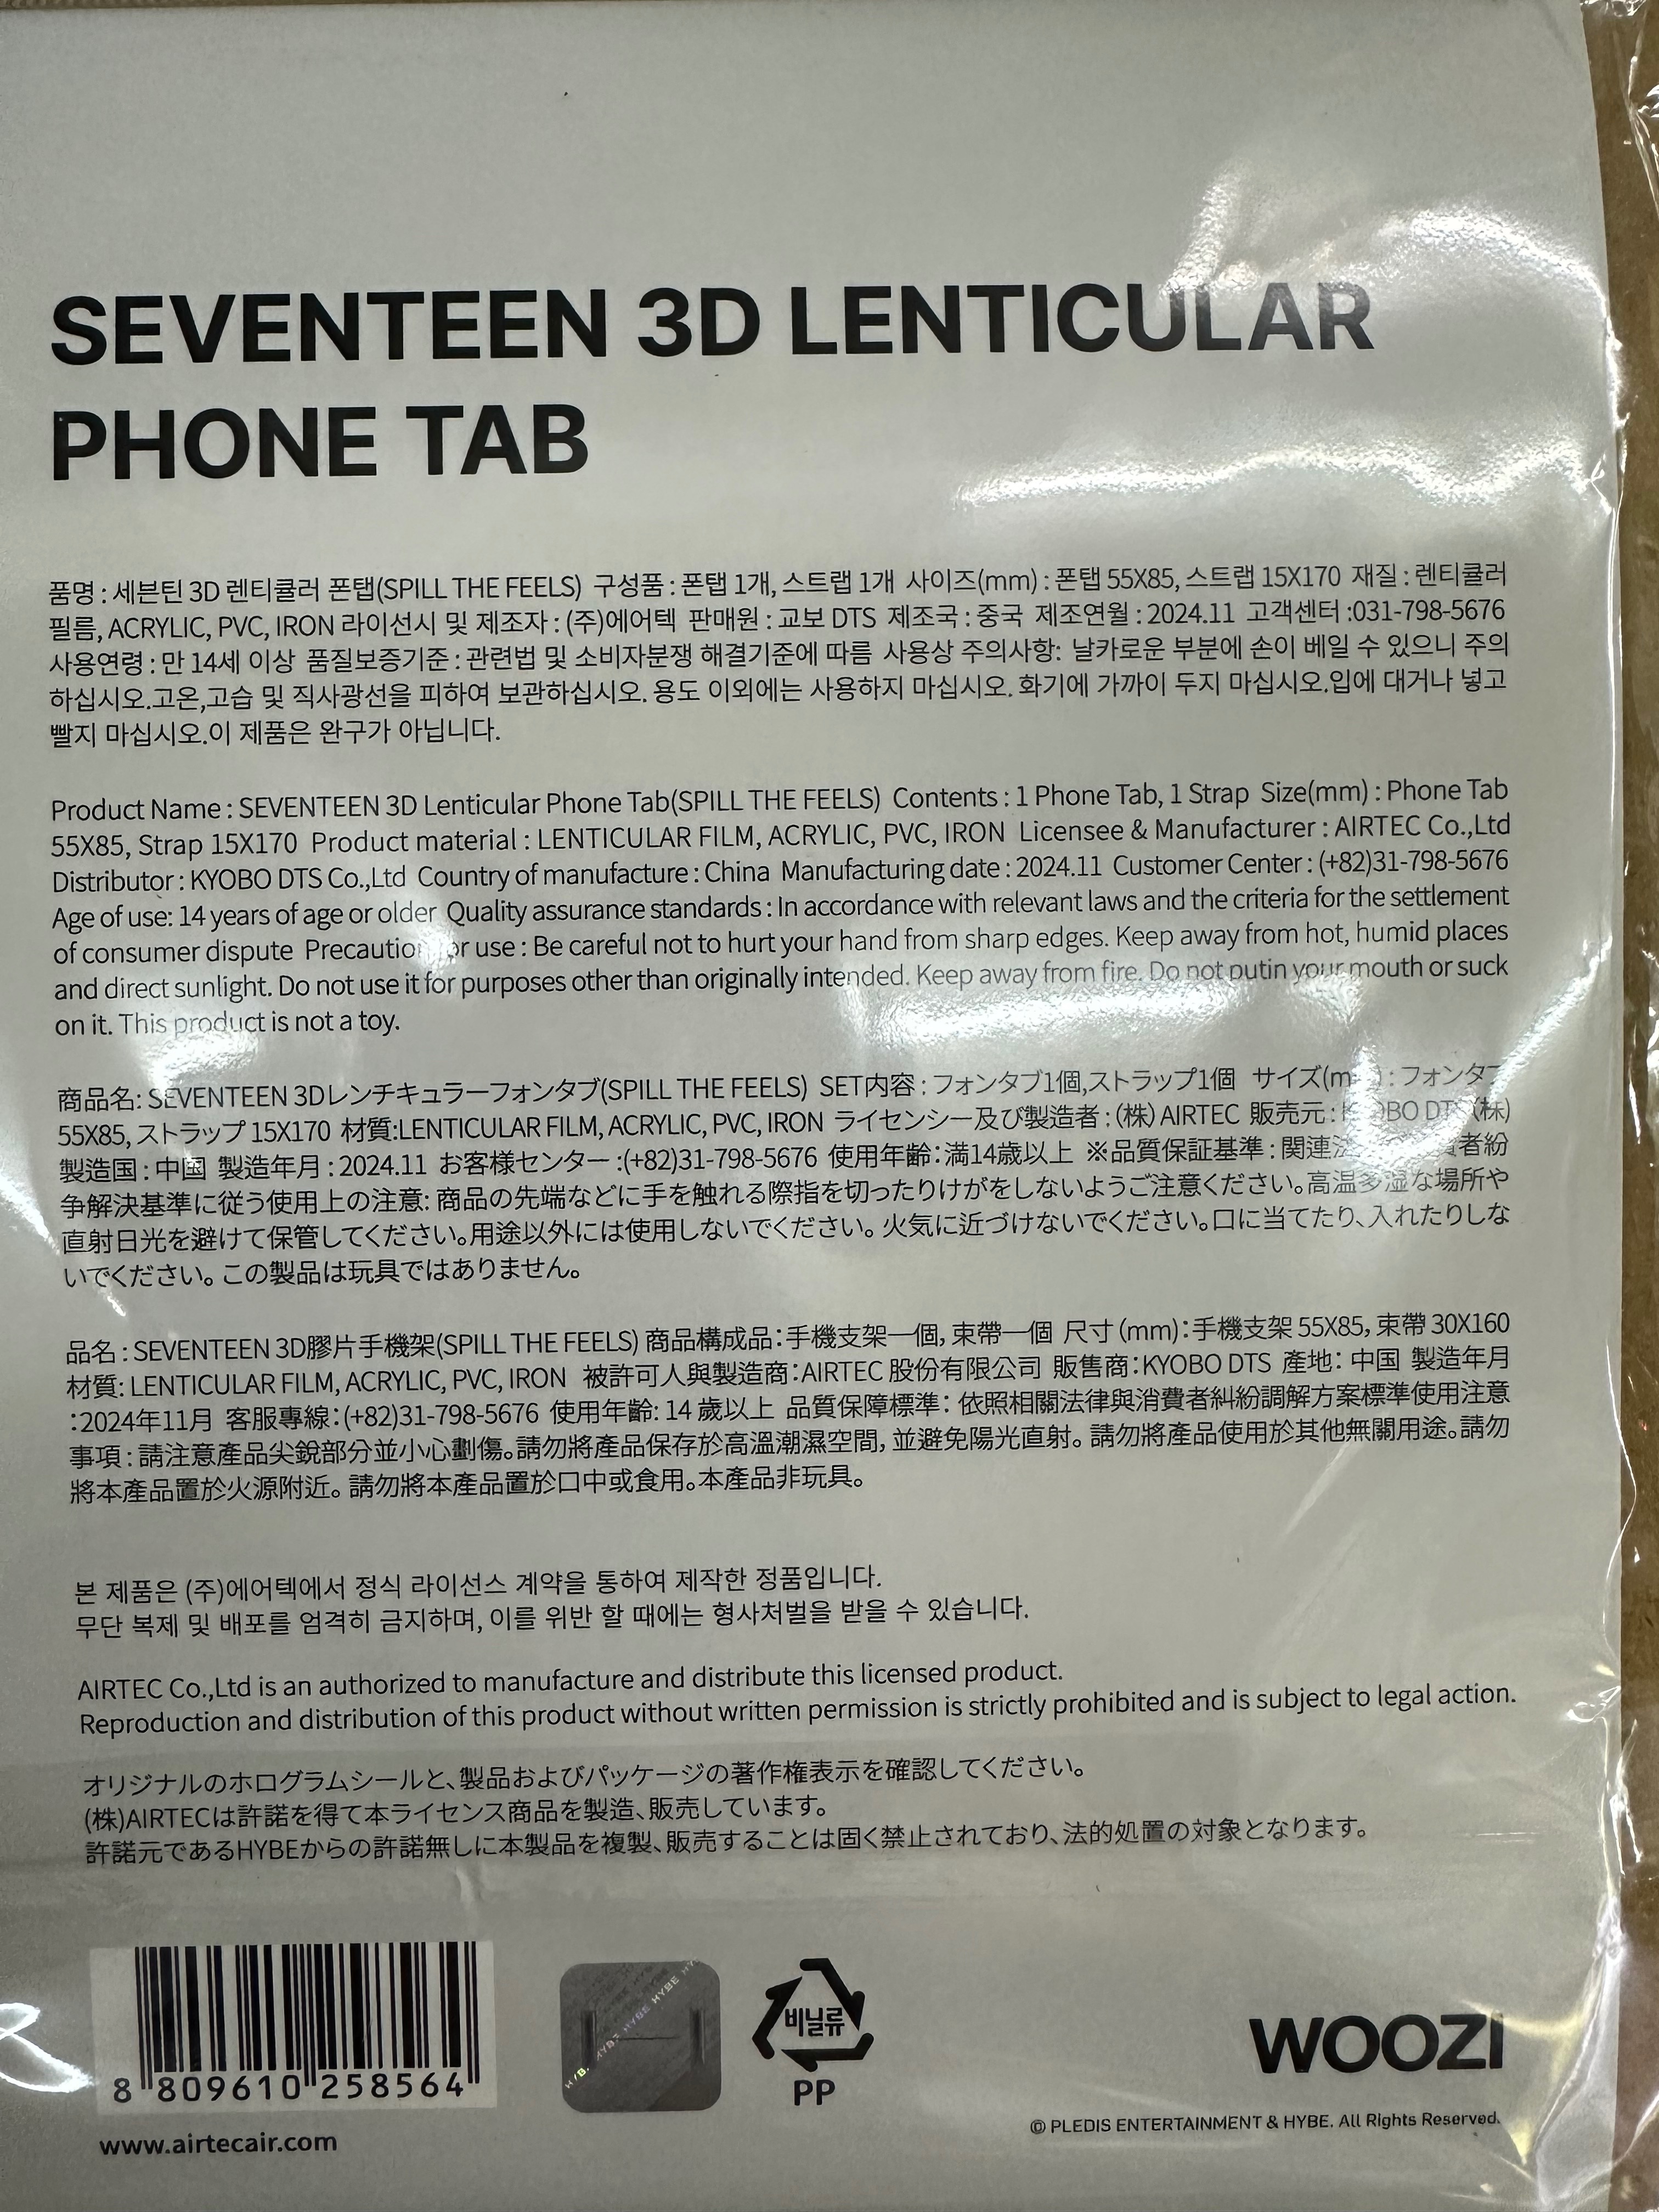 SEVENTEEN 3D LENTICULAR
PHONE TAB
품명 : 세븐틴 3D 렌티큘러 폰탭(SPILL THE FEELS) 구성품 : 폰탭 1개, 스트랩 1개 사이즈(mm) : 폰탭 55X85, 스트랩 15X170 재질 : 렌티큘러
필름, ACRYLIC, PVC, IRON 라이선시 및 제조자 : (주)에어텍 판매원 : 교보 DTS 제조국 : 중국 제조연월 : 2024.11 고객센터 :031-798-5676
사용연령 : 만 14세 이상 품질보증기준 : 관련법 및 소비자분쟁 해결기준에 따름 사용상 주의사항: 날카로운 부분에 손이 베일 수 있으니 주의
하십시오.고온,고습 및 직사광선을 피하여 보관하십시오. 용도 이외에는 사용하지 마십시오. 화기에 가까이 두지 마십시오.입에 대거나 넣고
빨지 마십시오.이 제품은 완구가 아닙니다.
Product Name : SEVENTEEN 3D Lenticular Phone Tab(SPILL THE FEELS) Contents : 1 Phone Tab, 1 Strap Size(mm) : Phone Tab
55X85, Strap 15X170 Product material : LENTICULAR FILM, ACRYLIC, PVC, IRON Licensee & Manufacturer : AIRTEC Co.,Ltd
Distributor : KYOBO DTS Co.,Ltd Country of manufacture : China Manufacturing date : 2024.11 Customer Center : (+82)31-798-5676
Age of use: 14 years of age or older Quality assurance standards : In accordance with relevant laws and the criteria for the settlement
of consumer dispute Precaution for use : Be careful not to hurt your hand from sharp edges. Keep away from hot, humid places
and direct sunlight. Do not use it for purposes other than originally intended. Keep away from fire. Do not putin your mouth or suck
on it. This product is not a toy.
商品名: SEVENTEEN 3Dレンチキュラーフォンタブ(SPILL THE FEELS) SET内容 : フォンタブ1個,ストラップ1個 サイズ(mm) : フォンタブ
55X85, ストラップ 15X170 材質:LENTICULAR FILM, ACRYLIC, PVC, IRON ライセンシー及び製造者 : (株) AIRTEC 販売元 : KYOBO DTS (株)
製造国 : 中国 製造年月 : 2024.11 お客様センター :(+82)31-798-5676 使用年齢 : 満14歳以上 ※品質保証基準 : 関連 者紛
争解決基準に従う使用上の注意: 商品の先端などに手を触れる際指を切ったりけがをしないようご注意ください。高温多湿な場所や
直射日光を避けて保管してください。用途以外には使用しないでください。 火気に近づけないでください。口に当てたり、入れたりしな
いでください。 この製品は玩具ではありません。
品名 : SEVENTEEN 3D膠片手機架(SPILL THE FEELS) 商品構成品：手機支架一個, 束帶一個 尺寸 (mm)：手機支架 55X85, 束帶 30X160
材質: LENTICULAR FILM, ACRYLIC, PVC, IRON 被許可人與製造商：AIRTEC 股份有限公司 販售商：KYOBO DTS 產地： 中国 製造年月
:2024年11月 客服專線：(+82)31-798-5676 使用年齡: 14 歲以上 品質保障標準： 依照相關法律與消費者糾紛調解方案標準使用注意
事項 : 請注意產品尖銳部分並小心劃傷。請勿將產品保存於高溫潮濕空間, 並避免陽光直射。 請勿將產品使用於其他無關用途。請勿
將本產品置於火源附近。 請勿將本產品置於口中或食用。本產品非玩具。
본 제품은 (주)에어텍에서 정식 라이선스 계약을 통하여 제작한 정품입니다.
무단 복제 및 배포를 엄격히 금지하며, 이를 위반 할 때에는 형사처벌을 받을 수 있습니다.
AIRTEC Co.,Ltd is an authorized to manufacture and distribute this licensed product.
Reproduction and distribution of this product without written permission is strictly prohibited and is subject to legal action.
オリジナルのホログラムシールと、製品およびパッケージの著作権表示を確認してください。
(株)AIRTECは許諾を得て本ライセンス商品を製造、販売しています。
許諾元であるHYBEからの許諾無しに本製品を複製、販売することは固く禁止されており、法的処置の対象となります。
8 809610 258564
www.airtecair.com
HYBE HYBE HYBE
비닐류
PP
WOOZI
© PLEDIS ENTERTAINMENT & HYBE. All Rights Reserved.